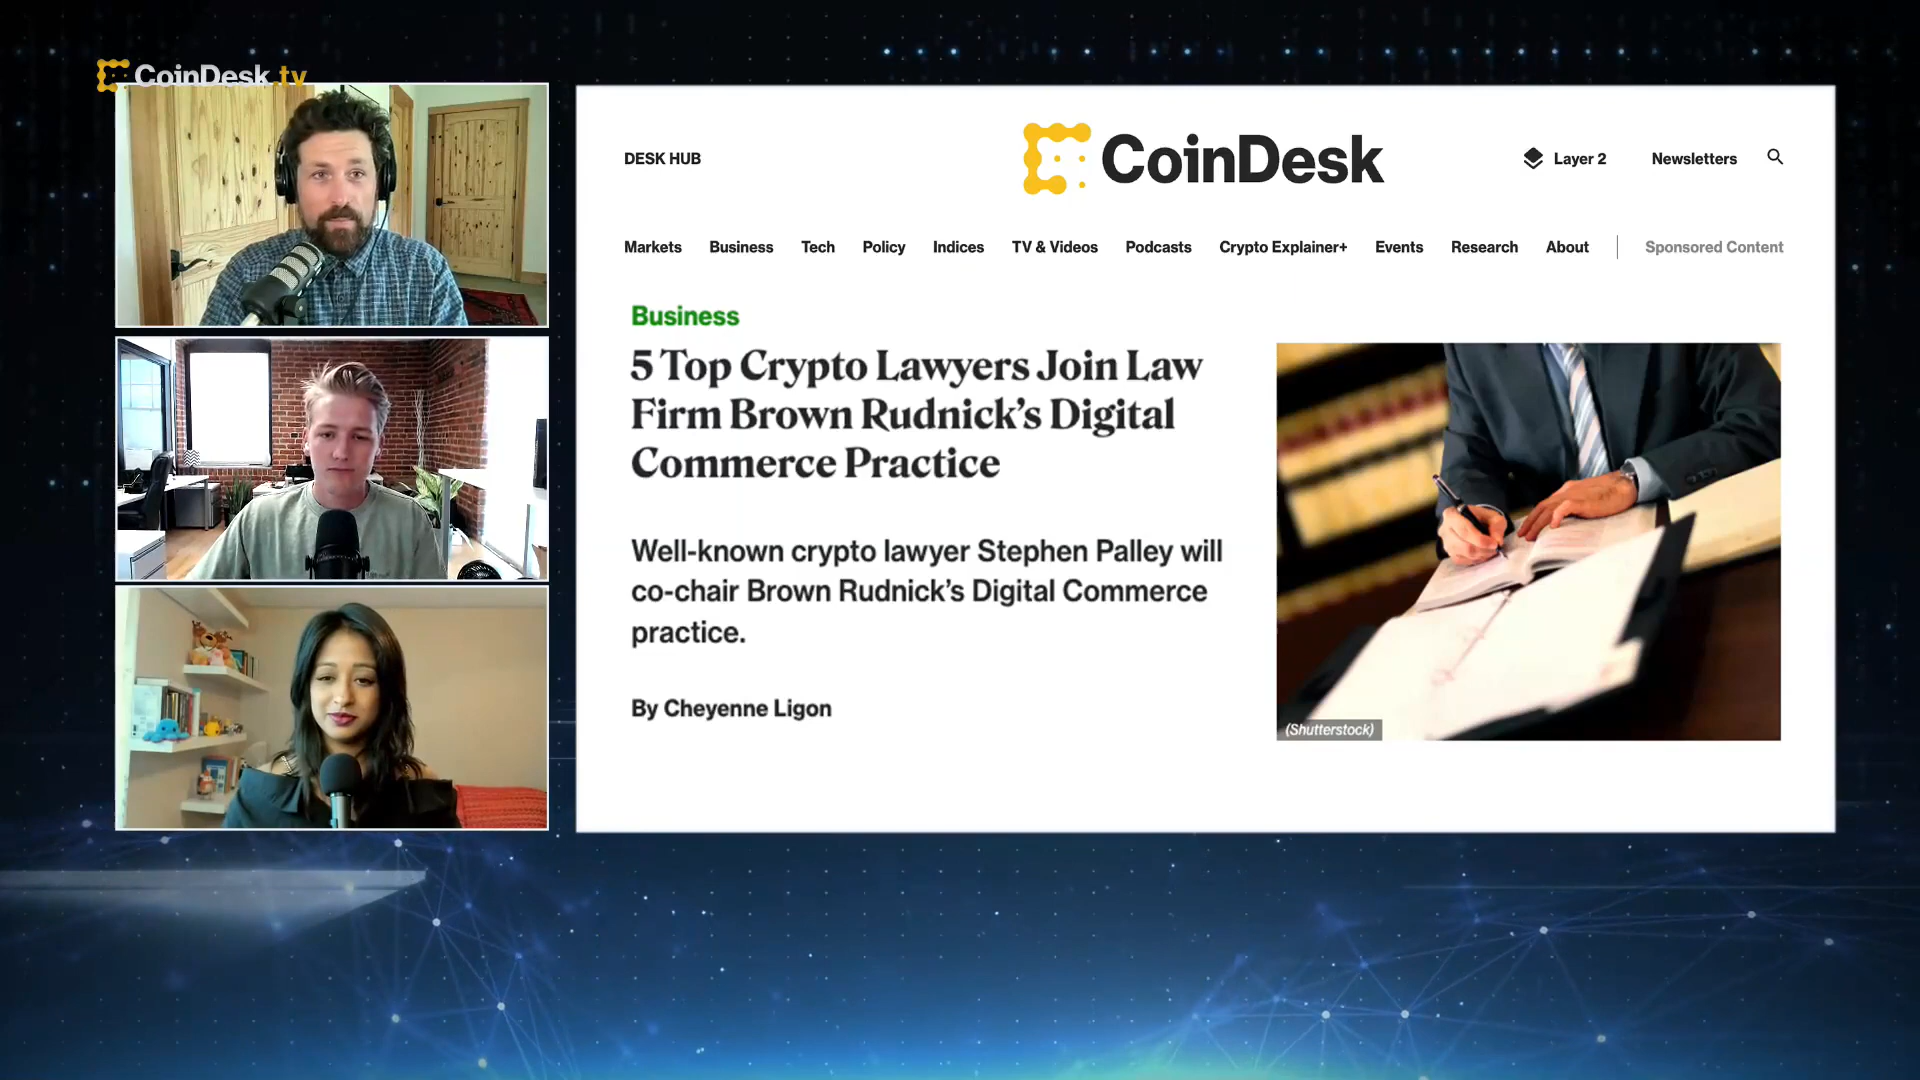 CoinDesk.tv
DESK HUB
CoinDesk
Layer 2
Newsletters
Markets Business Tech Policy Indices TV & Videos Podcasts Crypto Explainer+ Events Research About Sponsored Content
Business
5 Top Crypto Lawyers Join Law
Firm Brown Rudnick’s Digital
Commerce Practice
Well-known crypto lawyer Stephen Palley will
co-chair Brown Rudnick’s Digital Commerce
practice.
By Cheyenne Ligon
(Shutterstock)